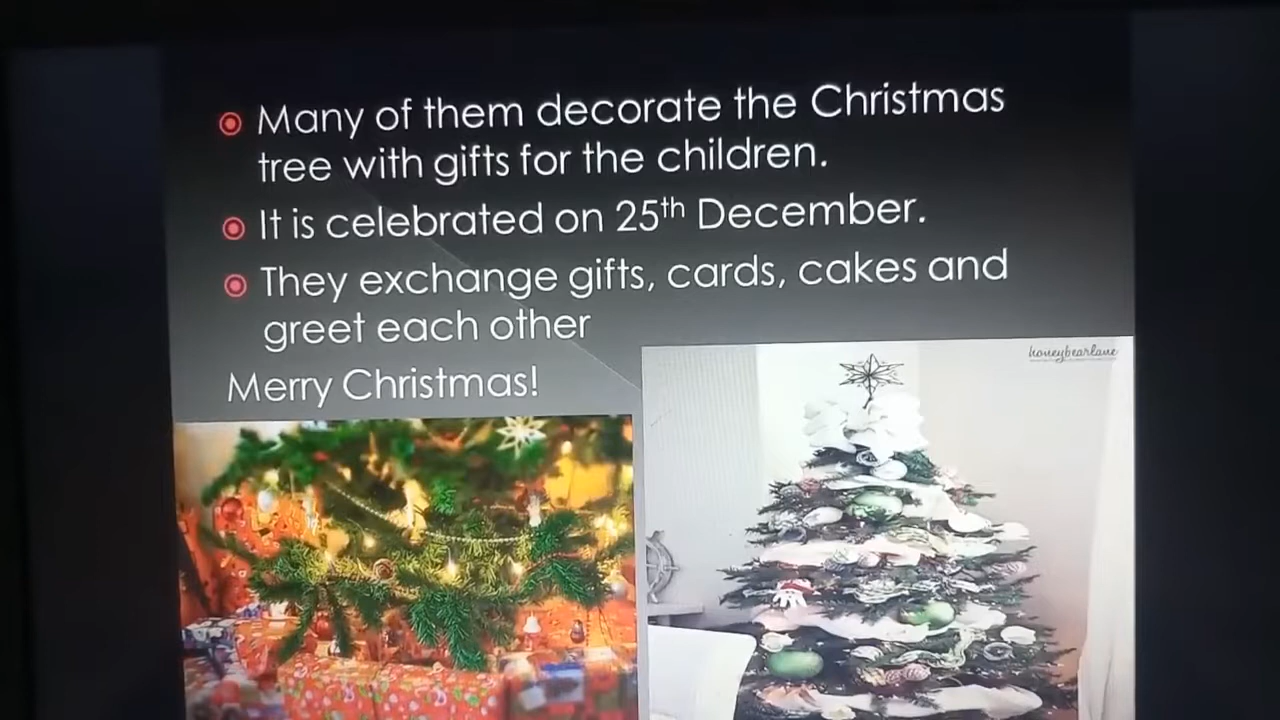 Many of them decorate the Christmas
tree with gifts for the children.
It is celebrated on 25th December.
They exchange gifts, cards, cakes and
greet each other
Merry Christmas!
honeybearlane